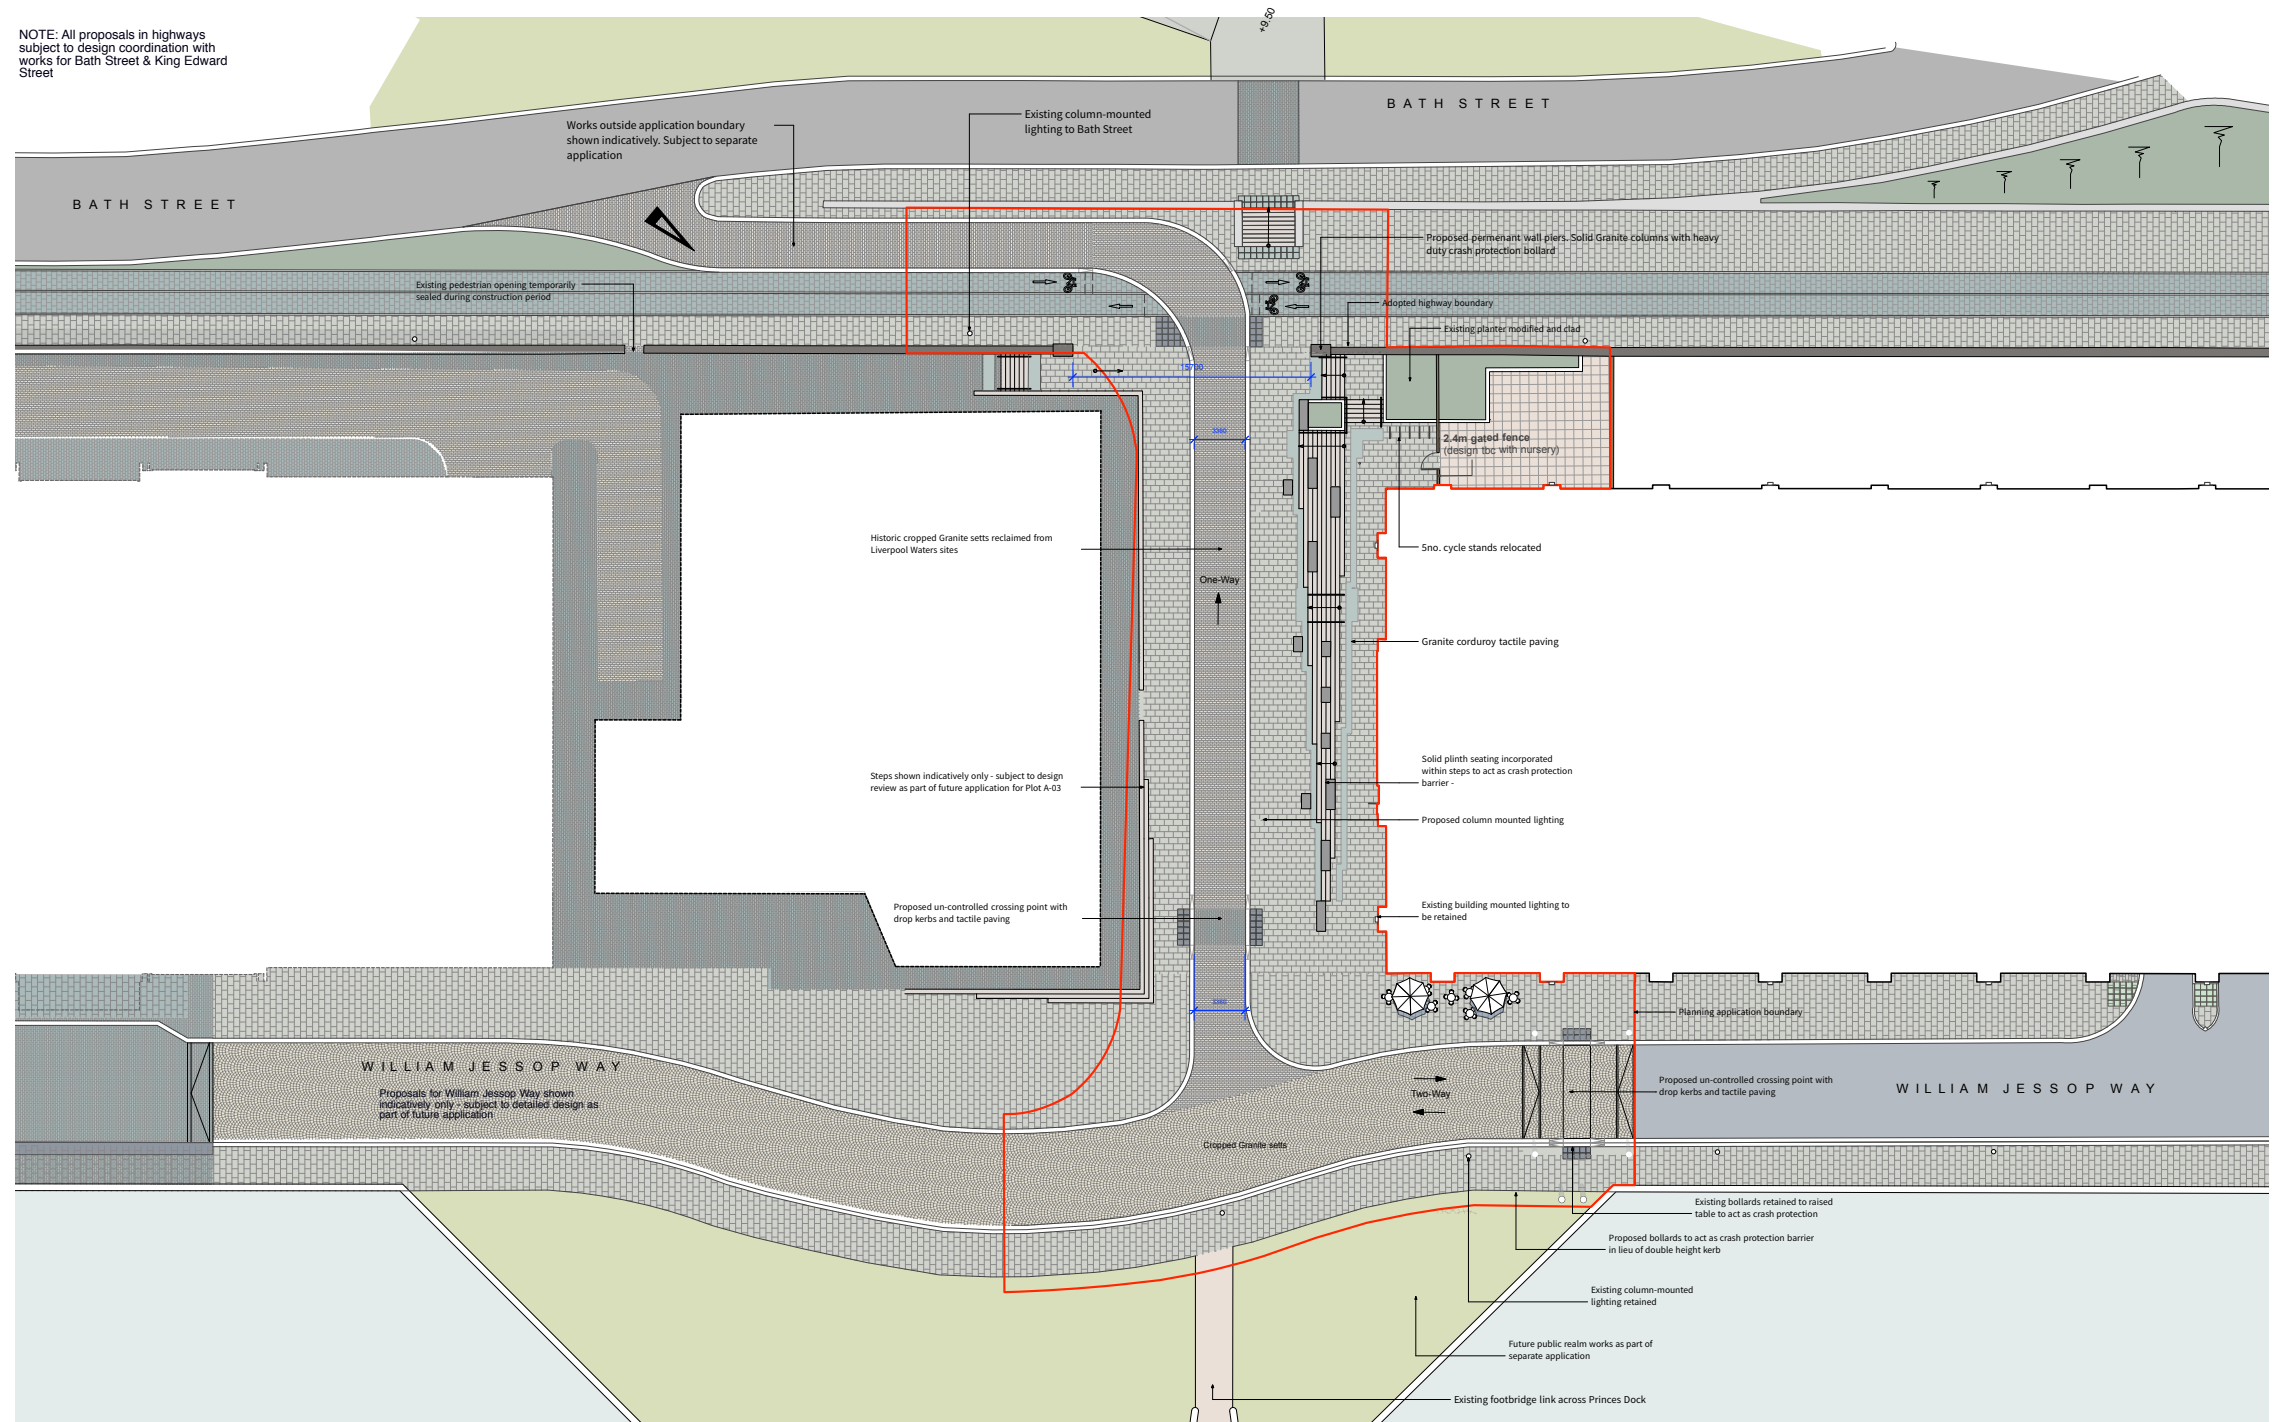 NOTE: All proposals in highways
subject to design coordination with
works for Bath Street & King Edward
Street
+9.50
BATH STREET
Works outside application boundary
shown indicatively. Subject to separate
application
Existing column-mounted
lighting to Bath Street
BATH STREET
Proposed permenant wall piers. Solid Granite columns with heavy
duty crash protection bollard
Existing pedestrian opening temporarily
sealed during construction period
Adopted highway boundary
Existing planter modified and clad
15700
3360
2.4m gated fence
(design tbc with nursery)
Historic cropped Granite setts reclaimed from
Liverpool Waters sites
5no. cycle stands relocated
One-Way
Granite corduroy tactile paving
Steps shown indicatively only - subject to design
review as part of future application for Plot A-03
Solid plinth seating incorporated
within steps to act as crash protection
barrier -
Proposed column mounted lighting
Proposed un-controlled crossing point with
drop kerbs and tactile paving
Existing building mounted lighting to
be retained
3360
Planning application boundary
WILLIAM JESSOP WAY
Proposals for William Jessop Way shown
indicatively only - subject to detailed design as
part of future application
Two-Way
Proposed un-controlled crossing point with
drop kerbs and tactile paving
WILLIAM JESSOP WAY
Cropped Granite setts
Existing bollards retained to raised
table to act as crash protection
Proposed bollards to act as crash protection barrier
in lieu of double height kerb
Existing column-mounted
lighting retained
Future public realm works as part of
separate application
Existing footbridge link across Princes Dock